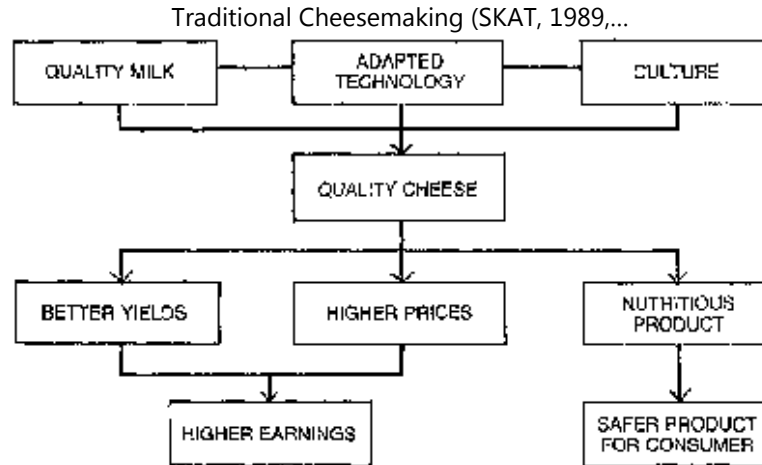 Traditional Cheesemaking (SKAT, 1989,...
QUALITY MILK
ADAPTED
TECHNOLOGY
CULTURE
QUALITY CHEESE
BETTER YIELDS
HIGHER PRICES
NUTRITIOUS
PRODUCT
HIGHER EARNINGS
SAFER PRODUCT
FOR CONSUMER